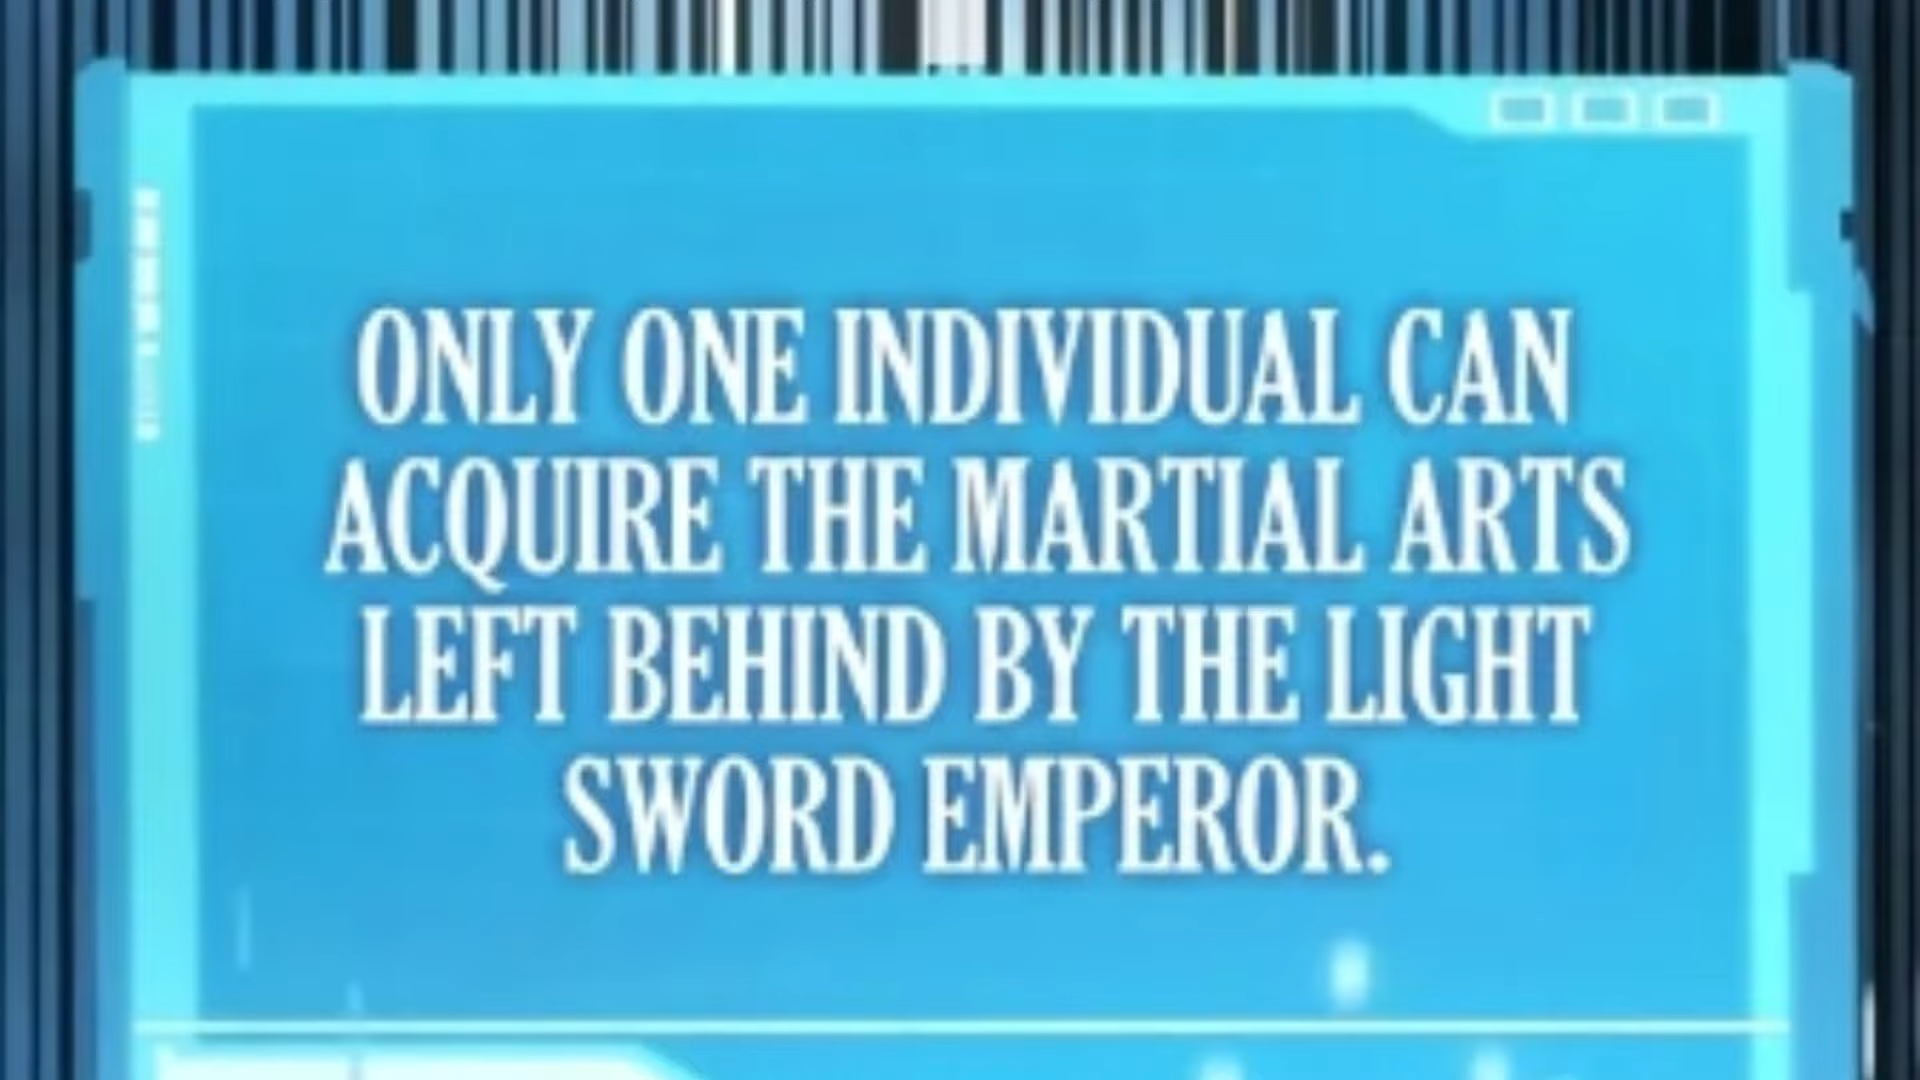 ONLY ONE INDIVIDUAL CAN
ACQUIRE THE MARTIAL ARTS
LEFT BEHIND BY THE LIGHT
SWORD EMPEROR.